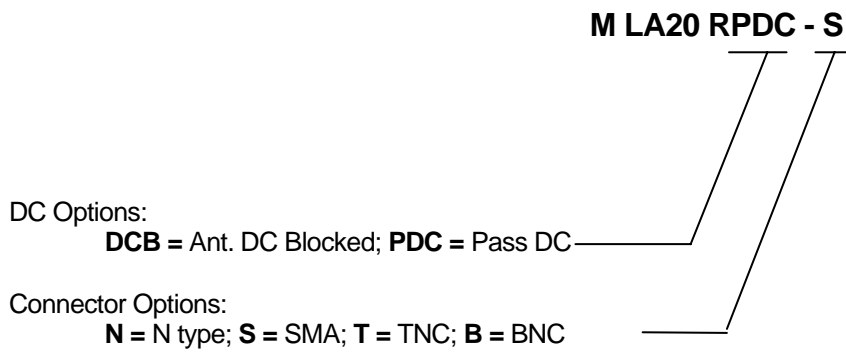 M LA20 RPDC - S
DC Options:
DCB = Ant. DC Blocked; PDC = Pass DC
Connector Options:
N = N type; S = SMA; T = TNC; B = BNC